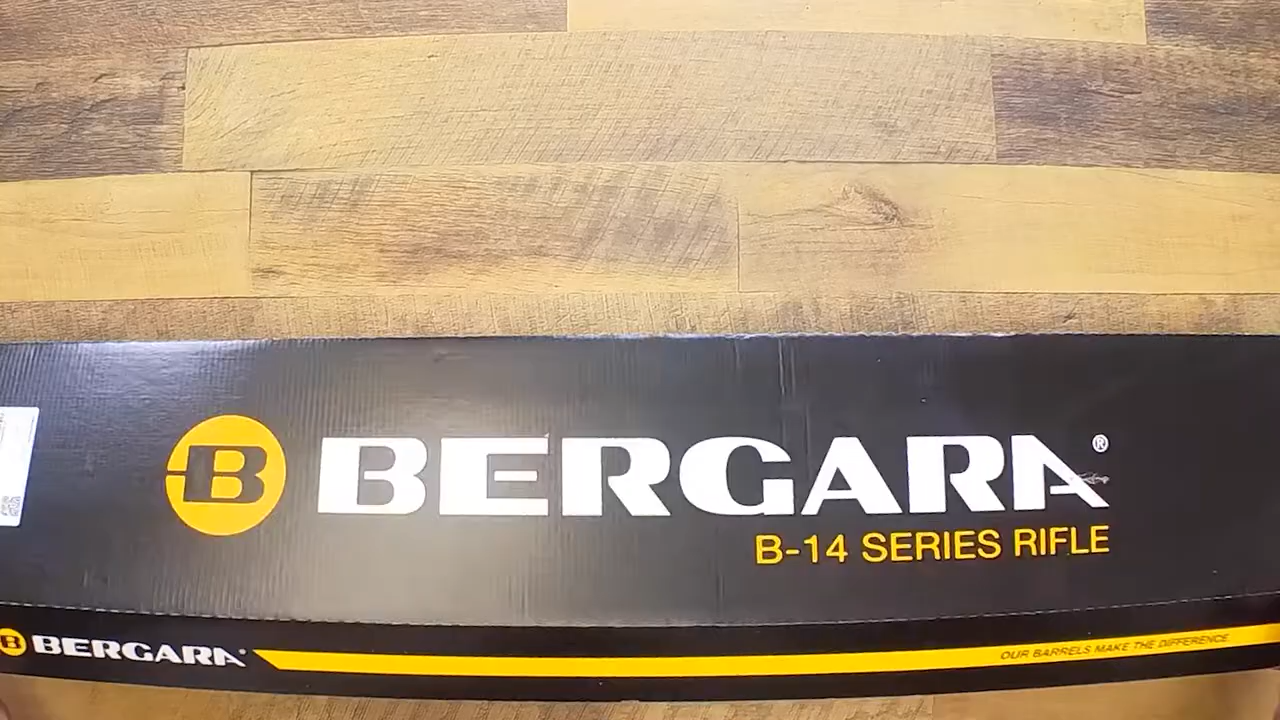 B BERGARA®
B-14 SERIES RIFLE
B BERGARA®
OUR BARRELS MAKE THE DIFFERENCE